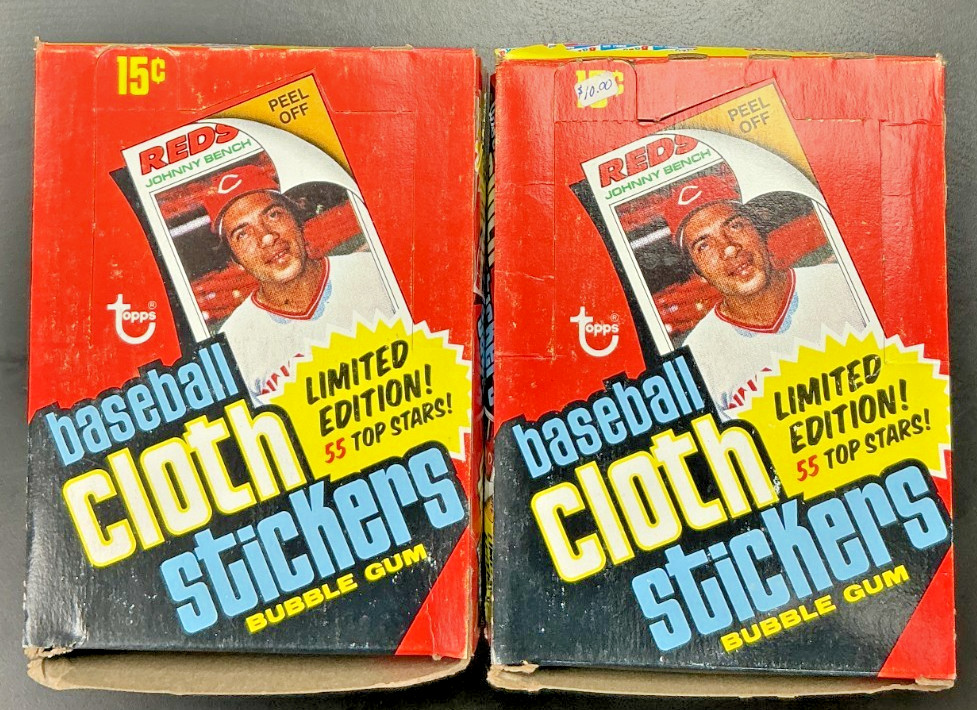 15¢
PEEL
OFF
REDS
JOHNNY BENCH
C
topps®
LIMITED
EDITION!
55 TOP STARS!
baseball
cloth
stickers
BUBBLE GUM
$10.00
PEEL
OFF
REDS
JOHNNY BENCH
C
topps®
LIMITED
EDITION!
55 TOP STARS!
baseball
cloth
stickers
BUBBLE GUM